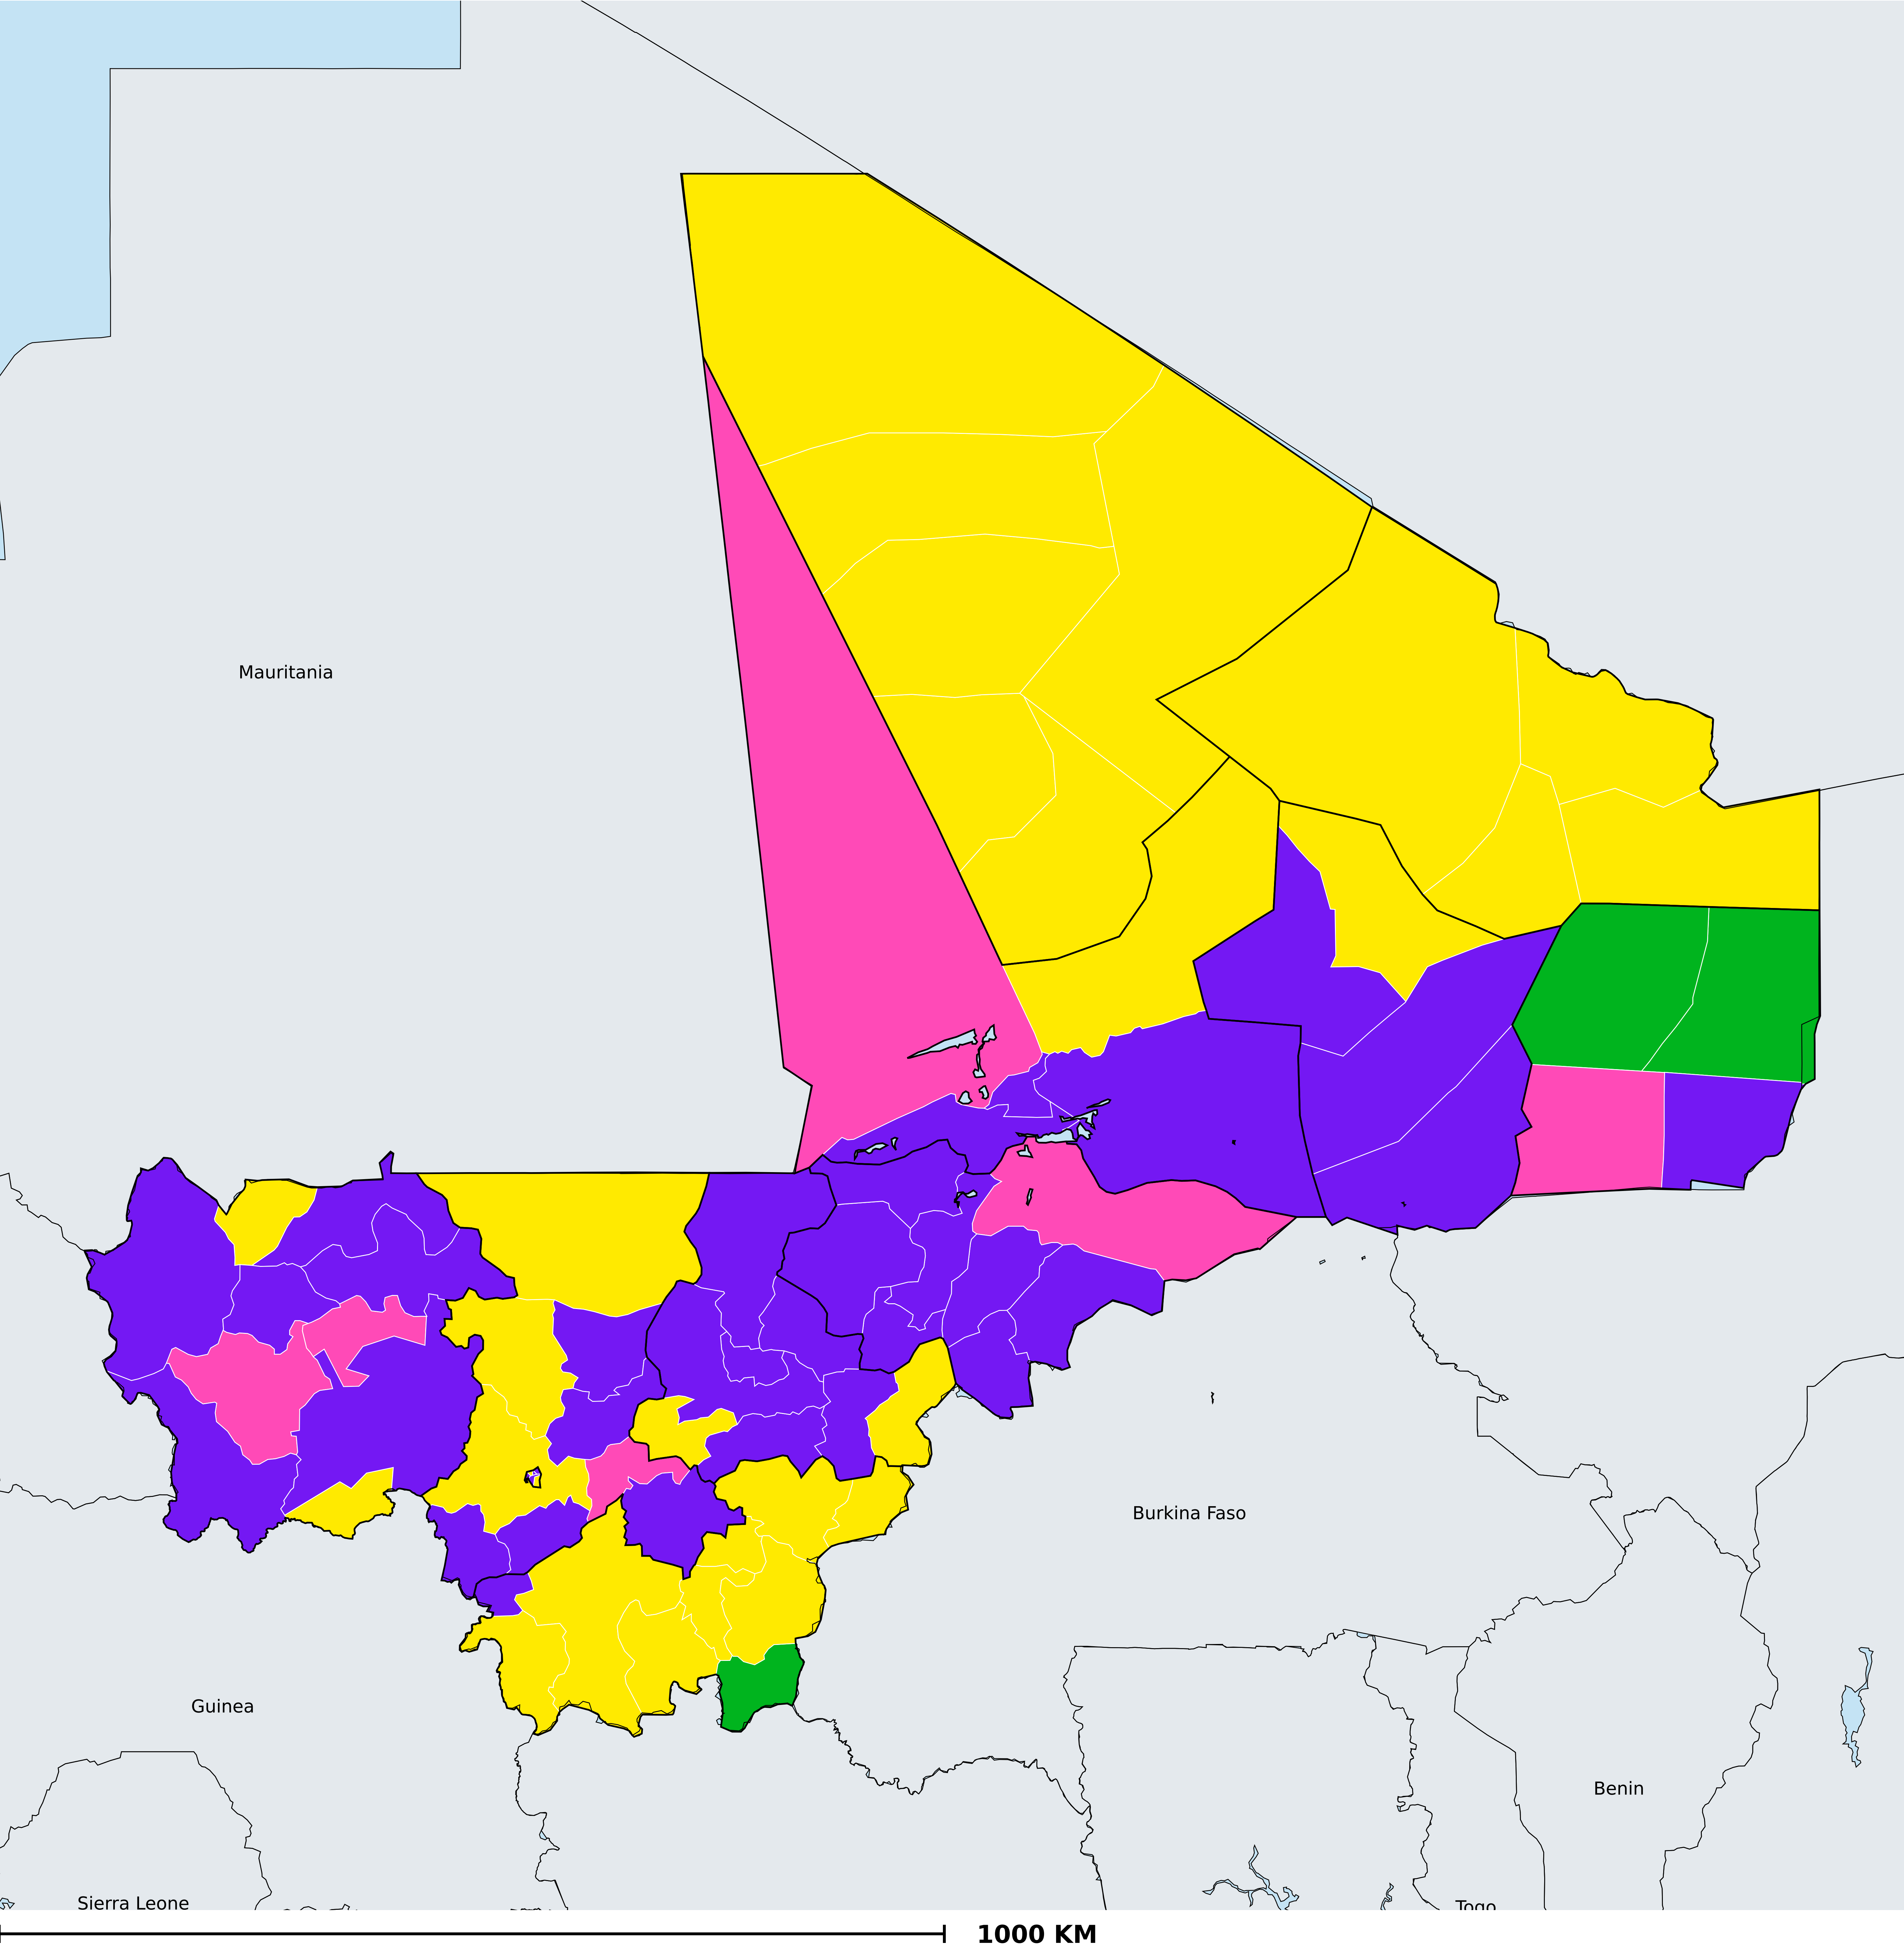 Mauritania
Burkina Faso
Guinea
Benin
Sierra Leone
Togo
1000 KM